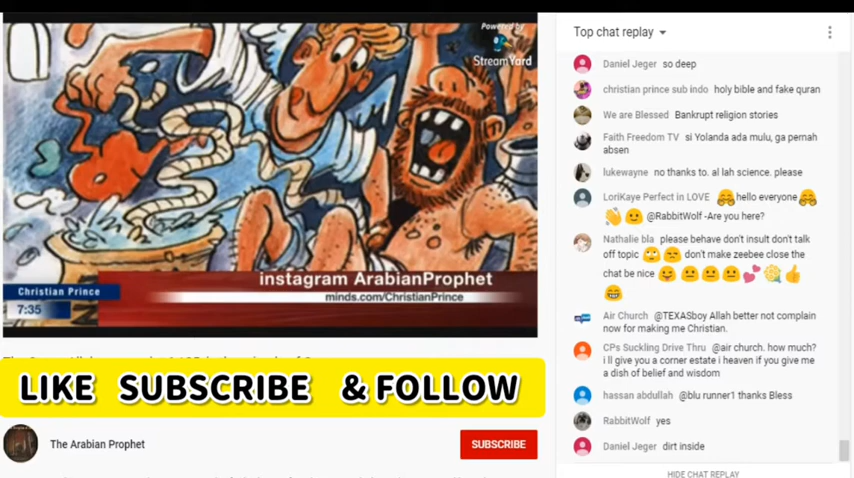 Powered by
StreamYard
instagram ArabianProphet
minds.com/ChristianPrince
Christian Prince
7:35
LIKE SUBSCRIBE & FOLLOW
The Arabian Prophet
SUBSCRIBE
Top chat replay
Daniel Jeger so deep
christian prince sub indo holy bible and fake quran
We are Blessed Bankrupt religion stories
Faith Freedom TV si Yolanda ada mulu, ga pernah
absen
lukewayne no thanks to. al lah science. please
LoriKaye Perfect in LOVE 🤗 hello everyone 🤗
👋 🙂 @RabbitWolf -Are you here?
Nathalie bla please behave don't insult don't talk
off topic 🙄 😒 don't make zeebee close the
chat be nice 😜 😐 😐 😐 💕 🌼 👍
😂
Air Church @TEXASboy Allah better not complain
now for making me Christian.
CPs Suckling Drive Thru @air church. how much?
i ll give you a corner estate i heaven if you give me
a dish of belief and wisdom
hassan abdullah @blu runner1 thanks Bless
RabbitWolf yes
Daniel Jeger dirt inside
HIDE CHAT REPLAY